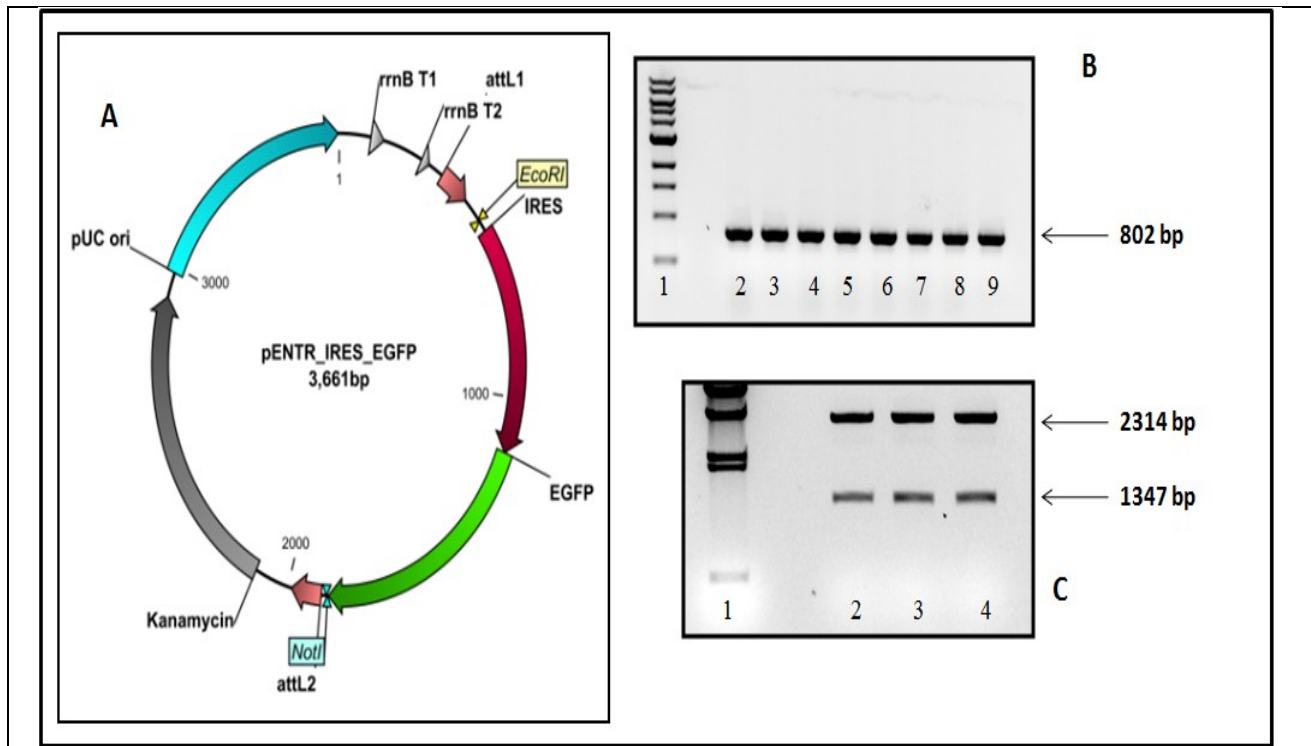 A
rrnB T1
attL1
rrnB T2
EcoRI
IRES
1
pUC ori
3000
pENTR_IRES_EGFP
3,661bp
1000
EGFP
2000
Kanamycin
NotI
attL2
B
802 bp
1 2 3 4 5 6 7 8 9
2314 bp
1347 bp
C
1 2 3 4